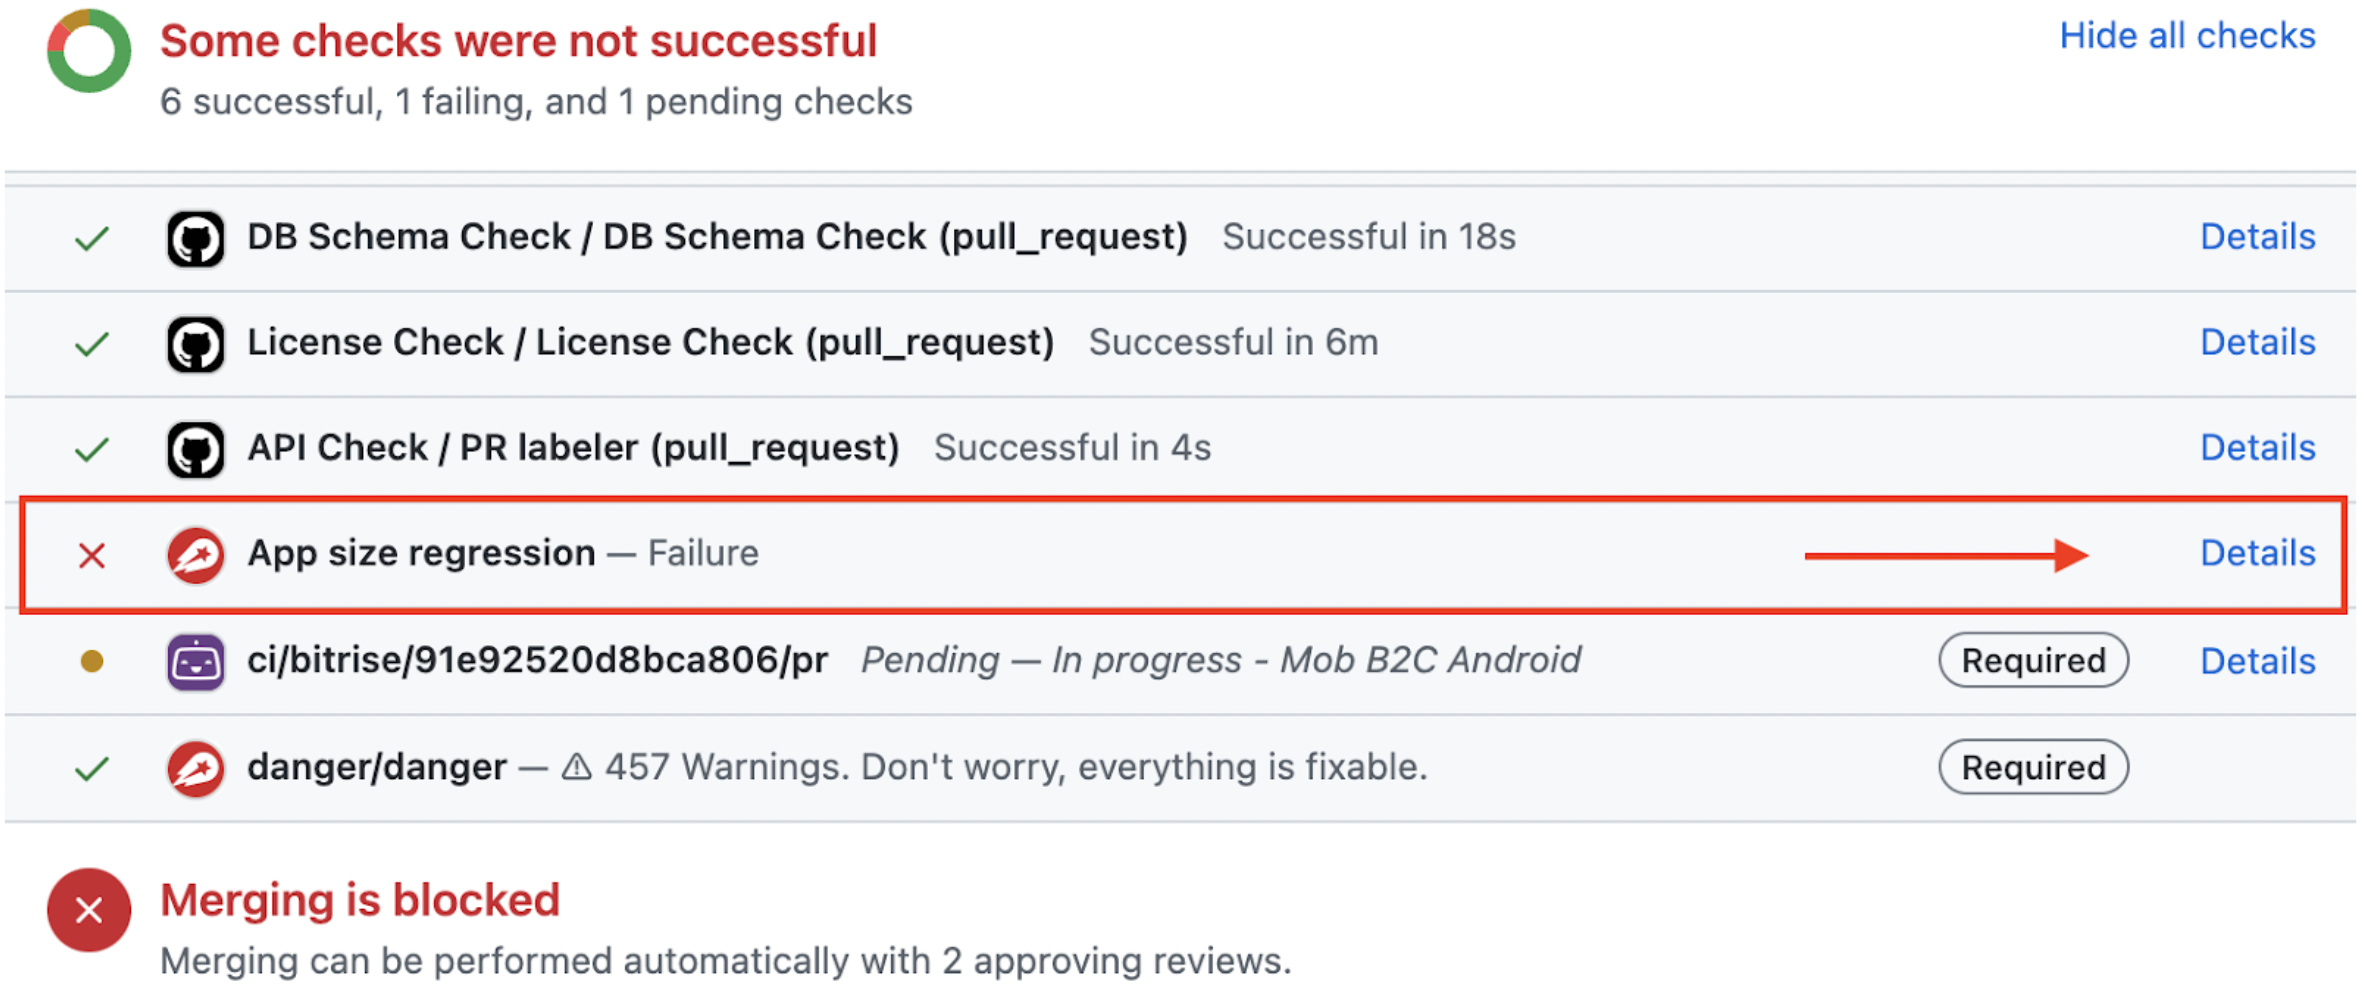 Some checks were not successful
Hide all checks
6 successful, 1 failing, and 1 pending checks
DB Schema Check / DB Schema Check (pull_request) Successful in 18s Details
License Check / License Check (pull_request) Successful in 6m Details
API Check / PR labeler (pull_request) Successful in 4s Details
App size regression — Failure Details
ci/bitrise/91e92520d8bca806/pr Pending — In progress - Mob B2C Android Required Details
danger/danger — ⚠ 457 Warnings. Don't worry, everything is fixable. Required
Merging is blocked
Merging can be performed automatically with 2 approving reviews.